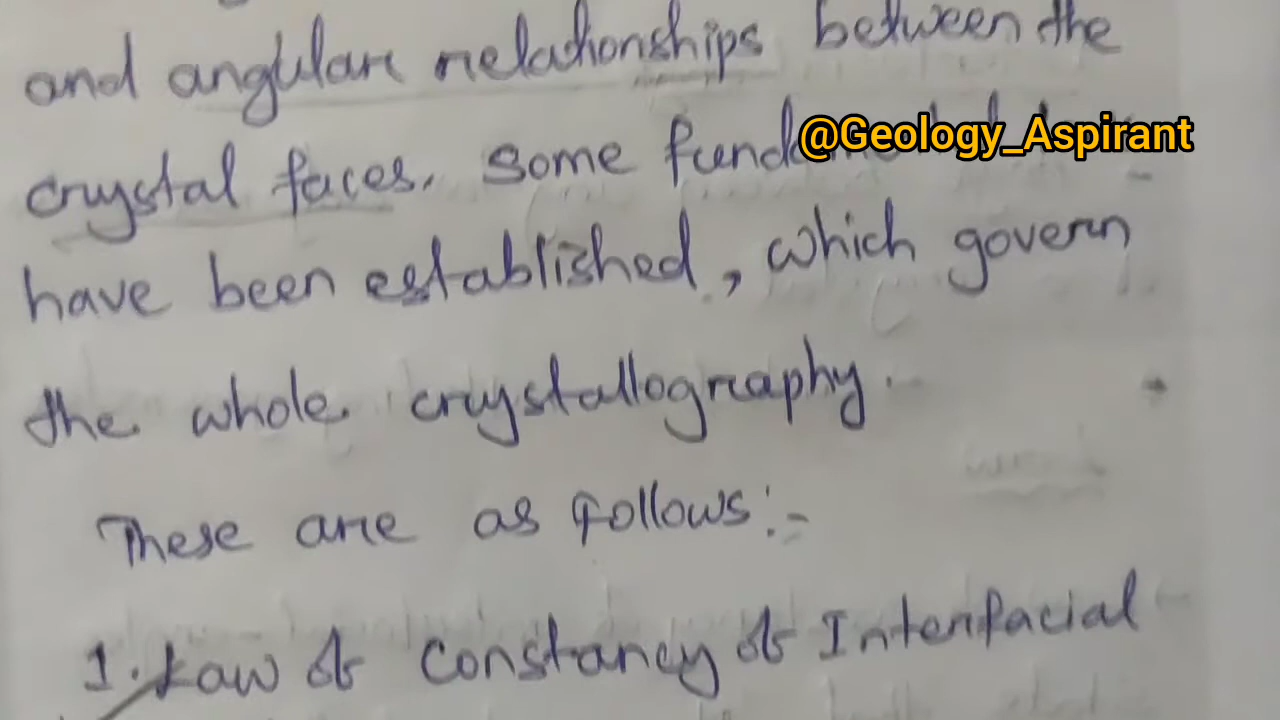 and angular relationships between the
@Geology_Aspirant
crystal faces, some
have been established, which govern
the whole crystallography.
These are as follows:-
1. Law of Constancy of Interfacial